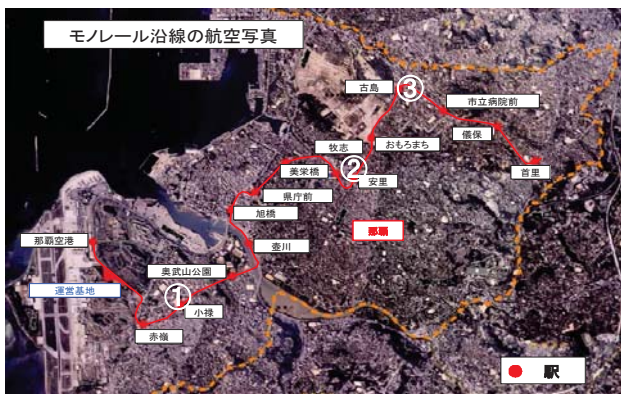 モノレール沿線の航空写真
古島
③
市立病院前
儀保
首里
おもろまち
牧志
②
安里
美栄橋
県庁前
旭橋
那覇
壺川
那覇空港
奥武山公園
運営基地
①
小禄
赤嶺
駅